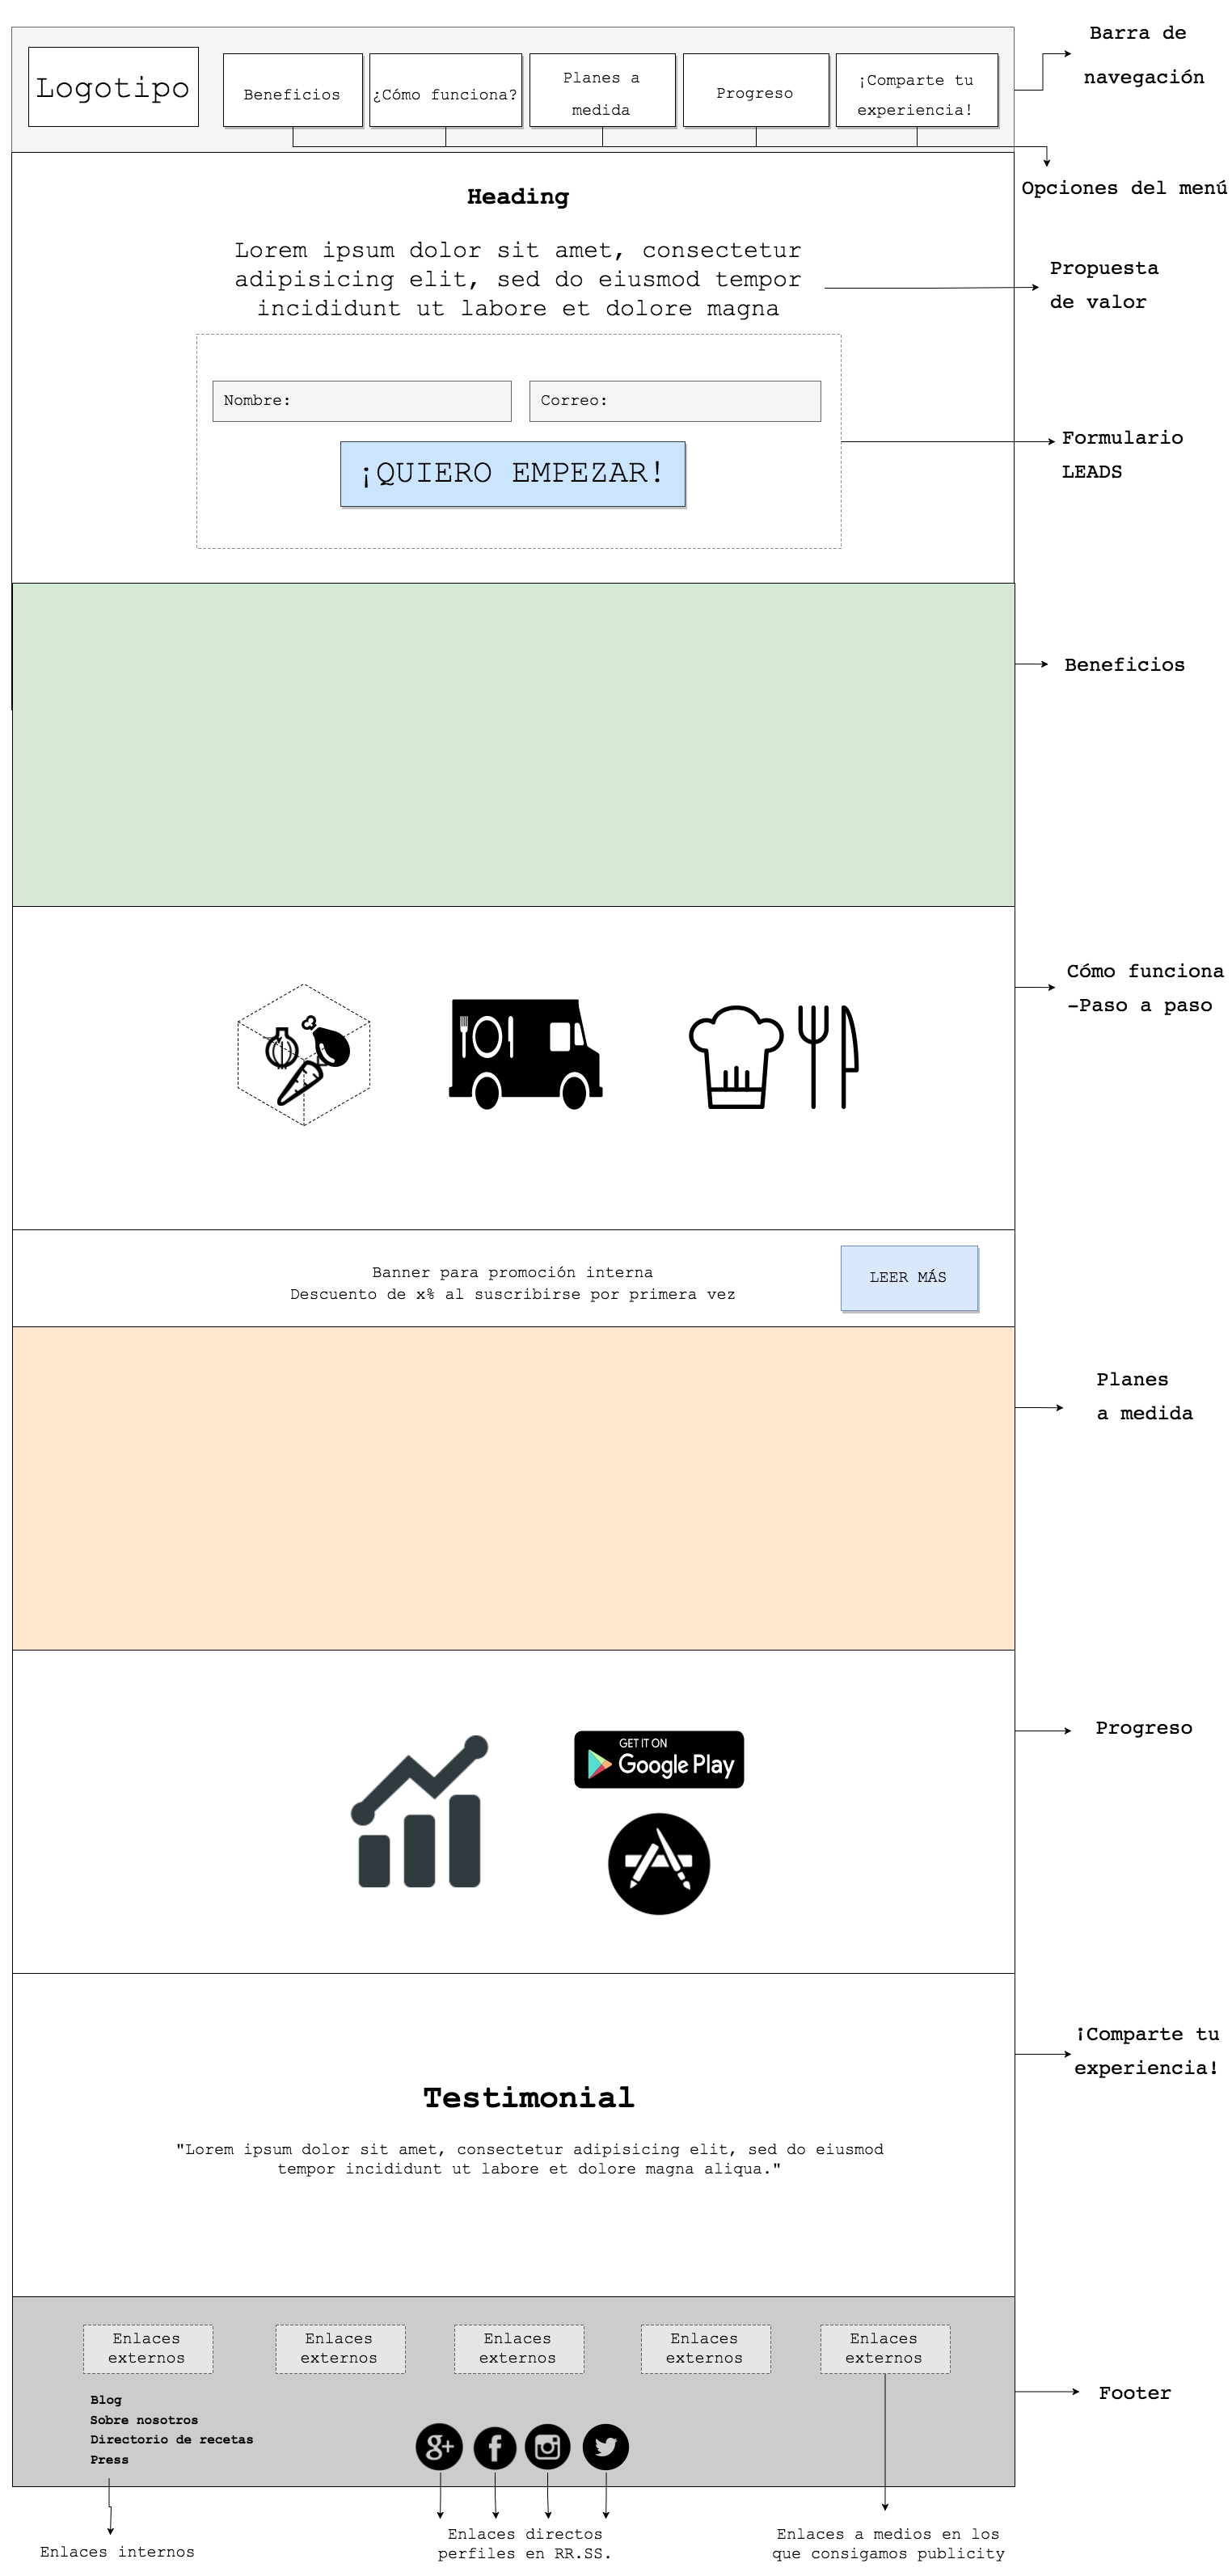 Barra de
navegación
Logotipo
Beneficios
¿Cómo funciona?
Planes a
medida
Progreso
¡Comparte tu
experiencia!
Opciones del menú
Heading
Lorem ipsum dolor sit amet, consectetur
adipisicing elit, sed do eiusmod tempor
incididunt ut labore et dolore magna
Propuesta
de valor
Nombre:
Correo:
¡QUIERO EMPEZAR!
Formulario
LEADS
Beneficios
Cómo funciona
-Paso a paso
Banner para promoción interna
Descuento de x% al suscribirse por primera vez
LEER MÁS
Planes
a medida
GET IT ON
Google Play
Progreso
¡Comparte tu
experiencia!
Testimonial
"Lorem ipsum dolor sit amet, consectetur adipisicing elit, sed do eiusmod
tempor incididunt ut labore et dolore magna aliqua."
Enlaces
externos
Enlaces
externos
Enlaces
externos
Enlaces
externos
Enlaces
externos
Footer
Blog
Sobre nosotros
Directorio de recetas
Press
g+
f
Enlaces internos
Enlaces directos
perfiles en RR.SS.
Enlaces a medios en los
que consigamos publicity